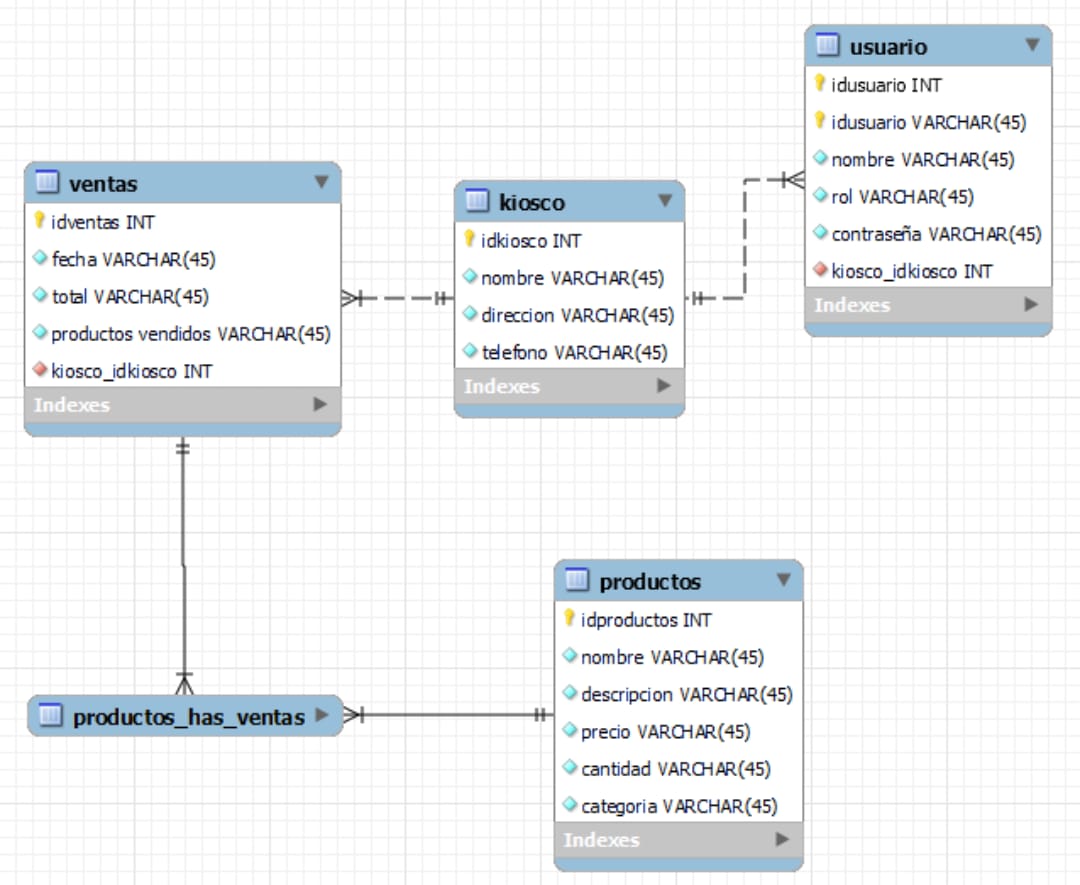 usuario
idusuario INT
idusuario VARCHAR(45)
nombre VARCHAR(45)
rol VARCHAR(45)
contraseña VARCHAR(45)
kiosco_idkiosco INT
Indexes
ventas
idventas INT
fecha VARCHAR(45)
total VARCHAR(45)
productos vendidos VARCHAR(45)
kiosco_idkiosco INT
Indexes
kiosco
idkiosco INT
nombre VARCHAR(45)
direccion VARCHAR(45)
telefono VARCHAR(45)
Indexes
productos_has_ventas
productos
idproductos INT
nombre VARCHAR(45)
descripcion VARCHAR(45)
precio VARCHAR(45)
cantidad VARCHAR(45)
categoria VARCHAR(45)
Indexes